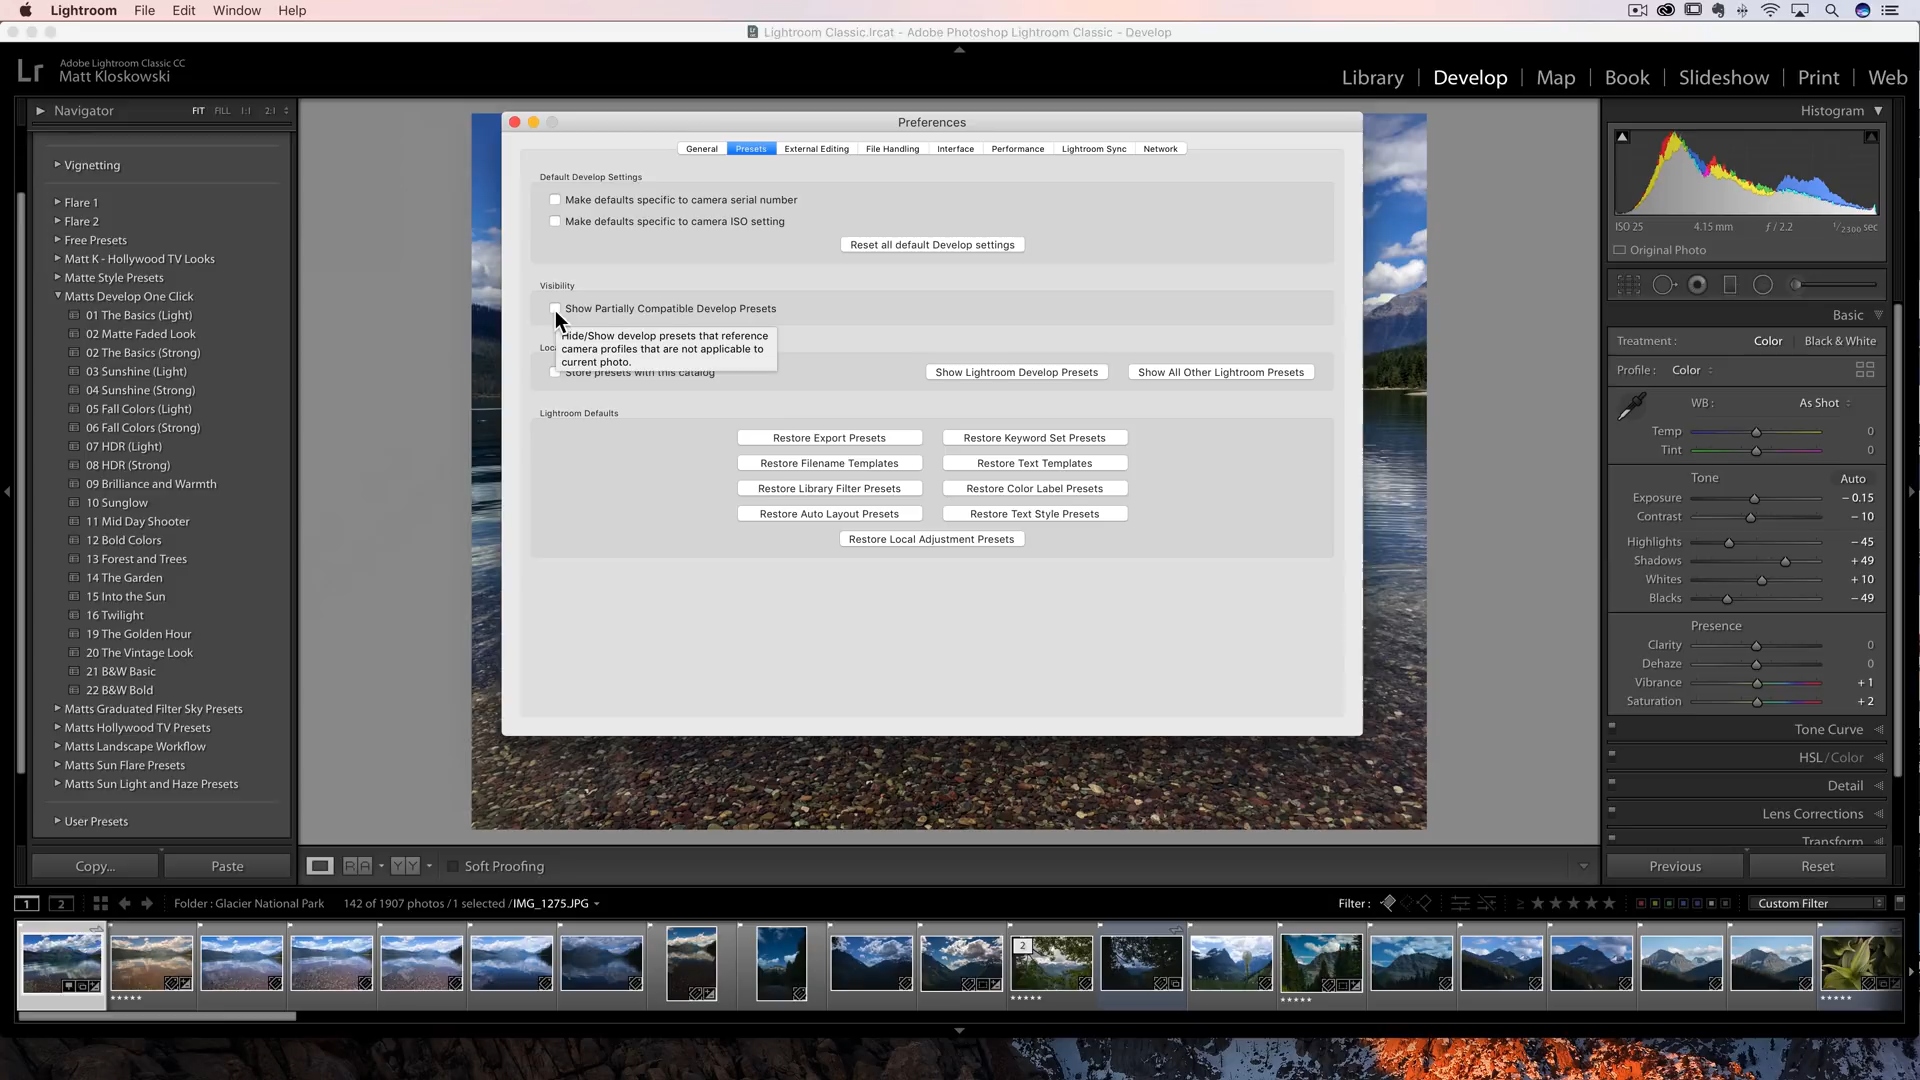 Lightroom File Edit Window Help
Lightroom Classic.lrcat - Adobe Photoshop Lightroom Classic - Develop
Lr
Adobe Lightroom Classic CC
Matt Kloskowski
Library | Develop | Map | Book | Slideshow | Print | Web
Navigator FIT FILL 1:1 2:1
Vignetting
Flare 1
Flare 2
Free Presets
Matt K - Hollywood TV Looks
Matte Style Presets
Matts Develop One Click
01 The Basics (Light)
02 Matte Faded Look
02 The Basics (Strong)
03 Sunshine (Light)
04 Sunshine (Strong)
05 Fall Colors (Light)
06 Fall Colors (Strong)
07 HDR (Light)
08 HDR (Strong)
09 Brilliance and Warmth
10 Sunglow
11 Mid Day Shooter
12 Bold Colors
13 Forest and Trees
14 The Garden
15 Into the Sun
16 Twilight
19 The Golden Hour
20 The Vintage Look
21 B&W Basic
22 B&W Bold
Matts Graduated Filter Sky Presets
Matts Hollywood TV Presets
Matts Landscape Workflow
Matts Sun Flare Presets
Matts Sun Light and Haze Presets
User Presets
Copy... Paste
Preferences
General Presets External Editing File Handling Interface Performance Lightroom Sync Network
Default Develop Settings
Make defaults specific to camera serial number
Make defaults specific to camera ISO setting
Reset all default Develop settings
Visibility
Show Partially Compatible Develop Presets
Hide/Show develop presets that reference
camera profiles that are not applicable to
current photo.
Store presets with this catalog Show Lightroom Develop Presets Show All Other Lightroom Presets
Lightroom Defaults
Restore Export Presets Restore Keyword Set Presets
Restore Filename Templates Restore Text Templates
Restore Library Filter Presets Restore Color Label Presets
Restore Auto Layout Presets Restore Text Style Presets
Restore Local Adjustment Presets
Histogram
ISO 25 4.15 mm ƒ / 2.2 1/2300 sec
Original Photo
Basic
Treatment : Color Black & White
Profile : Color
WB : As Shot
Temp 0
Tint 0
Tone Auto
Exposure − 0.15
Contrast − 10
Highlights − 45
Shadows + 49
Whites + 10
Blacks − 49
Presence
Clarity 0
Dehaze 0
Vibrance + 1
Saturation + 2
Tone Curve
HSL / Color
Detail
Lens Corrections
Transform
Previous Reset
R A Y Y Soft Proofing
1 2 Folder : Glacier National Park 142 of 1907 photos / 1 selected / IMG_1275.JPG Filter : ≥ ★★★★★ Custom Filter
2